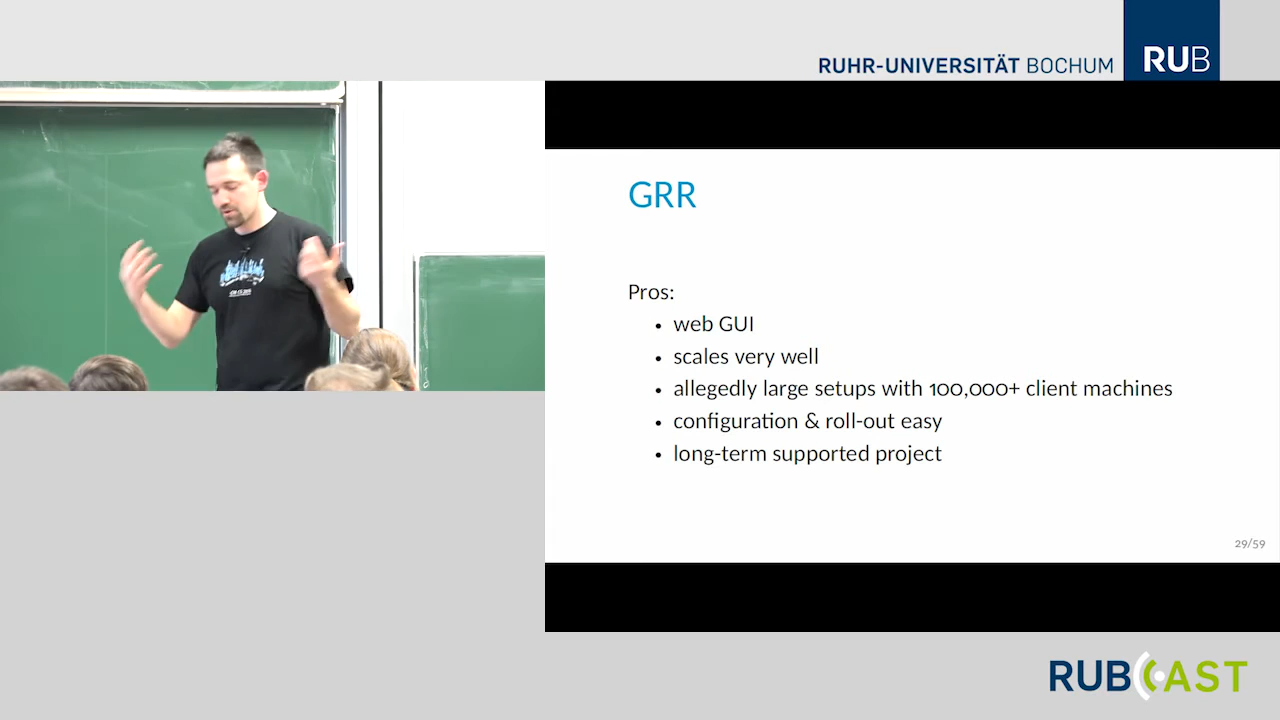 RUHR-UNIVERSITÄT BOCHUM RUB
GRR
Pros:
• web GUI
• scales very well
• allegedly large setups with 100,000+ client machines
• configuration & roll-out easy
• long-term supported project
29/59
RUBCAST